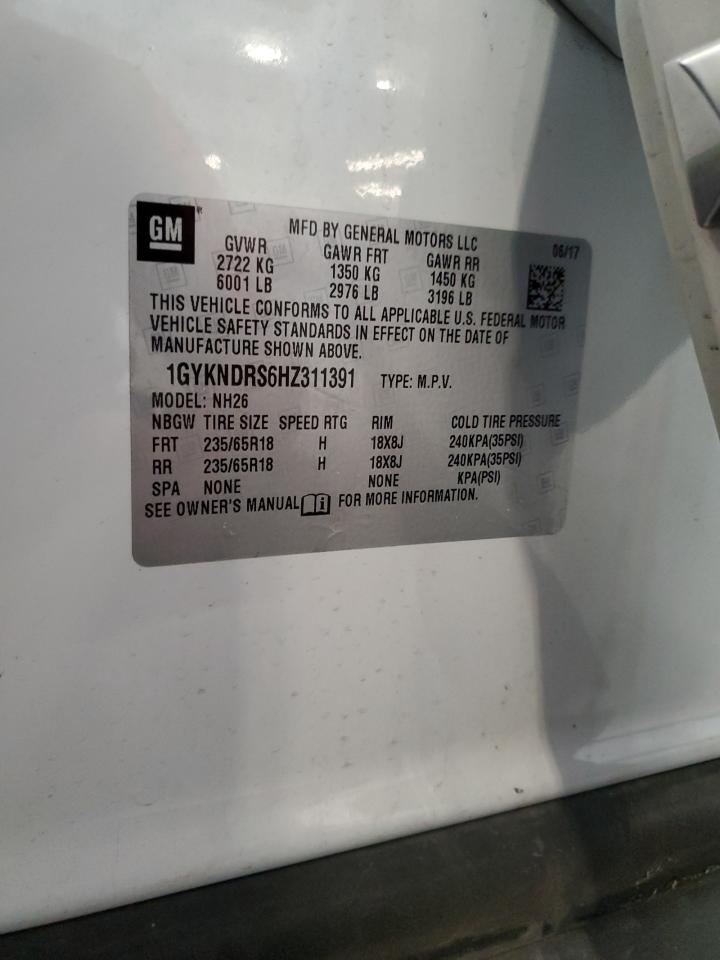 GM
MFD BY GENERAL MOTORS LLC 06/17
GVWR GAWR FRT GAWR RR
2722 KG 1350 KG 1450 KG
6001 LB 2976 LB 3196 LB
THIS VEHICLE CONFORMS TO ALL APPLICABLE U.S. FEDERAL MOTOR
VEHICLE SAFETY STANDARDS IN EFFECT ON THE DATE OF
MANUFACTURE SHOWN ABOVE.
1GYKNDRS6HZ311391 TYPE: M.P.V.
MODEL: NH26
NBGW TIRE SIZE SPEED RTG RIM COLD TIRE PRESSURE
FRT 235/65R18 H 18X8J 240KPA(35PSI)
RR 235/65R18 H 18X8J 240KPA(35PSI)
SPA NONE NONE KPA(PSI)
SEE OWNER'S MANUAL i FOR MORE INFORMATION.